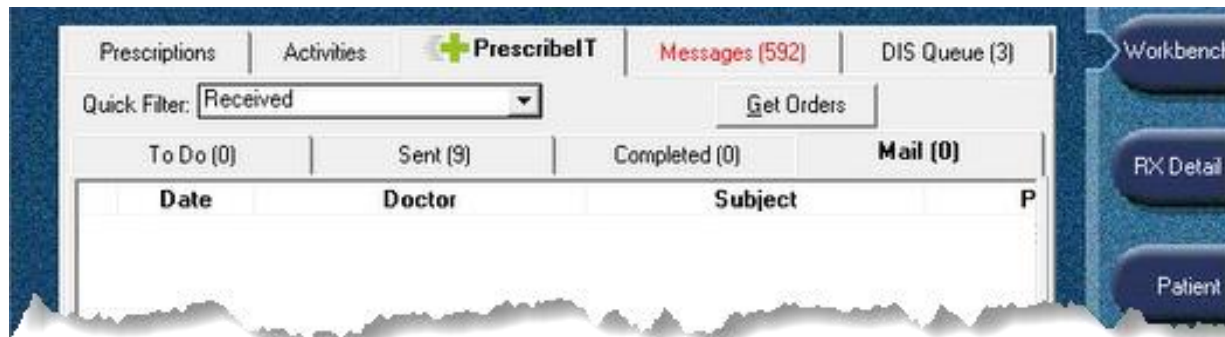 Prescriptions Activities PrescribeIT Messages (592) DIS Queue (3) Workbench
Quick Filter: Received Get Orders
To Do (0) Sent (9) Completed (0) Mail (0) RX Detail
Date Doctor Subject P
Patient